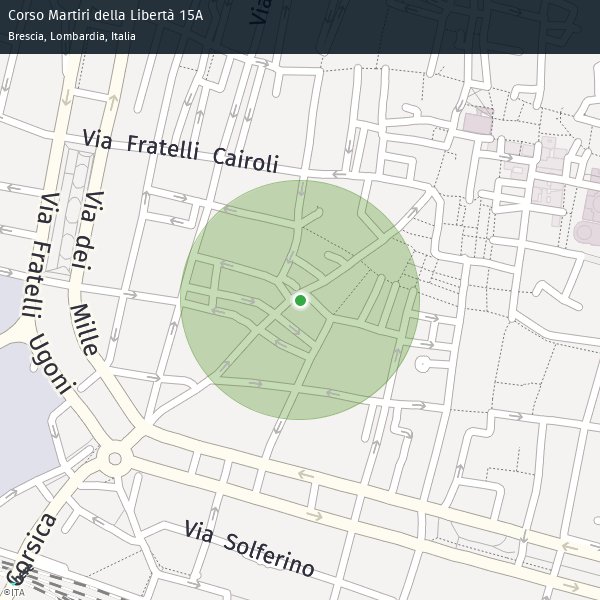 Corso Martiri della Libertà 15A
Brescia, Lombardia, Italia
Via
Via Fratelli Cairoli
Via Fratelli Ugoni
Via dei Mille
Via Solferino
Corsica